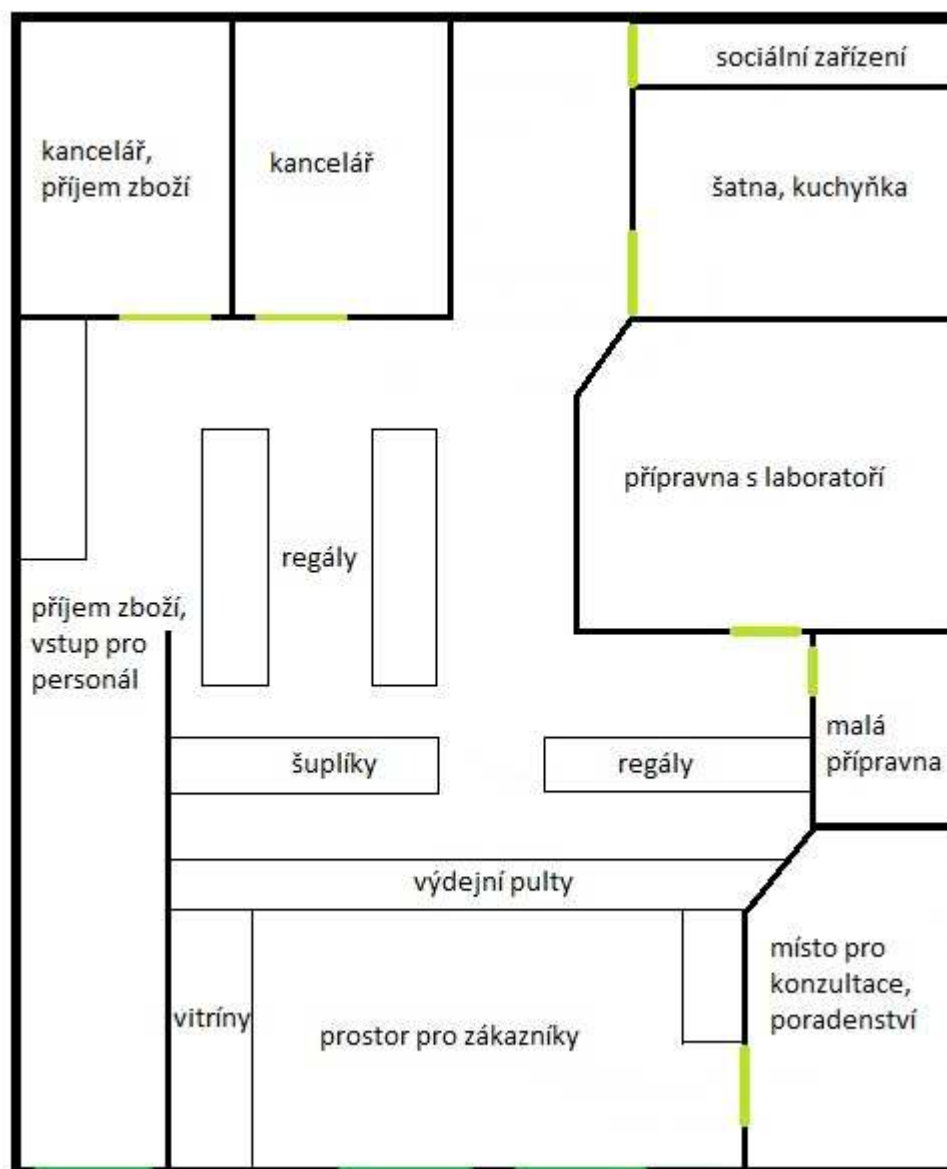 sociální zařízení
kancelář,
příjem zboží
kancelář
šatna, kuchyňka
přípravna s laboratoří
regály
příjem zboží,
vstup pro
personál
malá
přípravna
šuplíky
regály
výdejní pulty
místo pro
konzultace,
poradenství
vitríny
prostor pro zákazníky